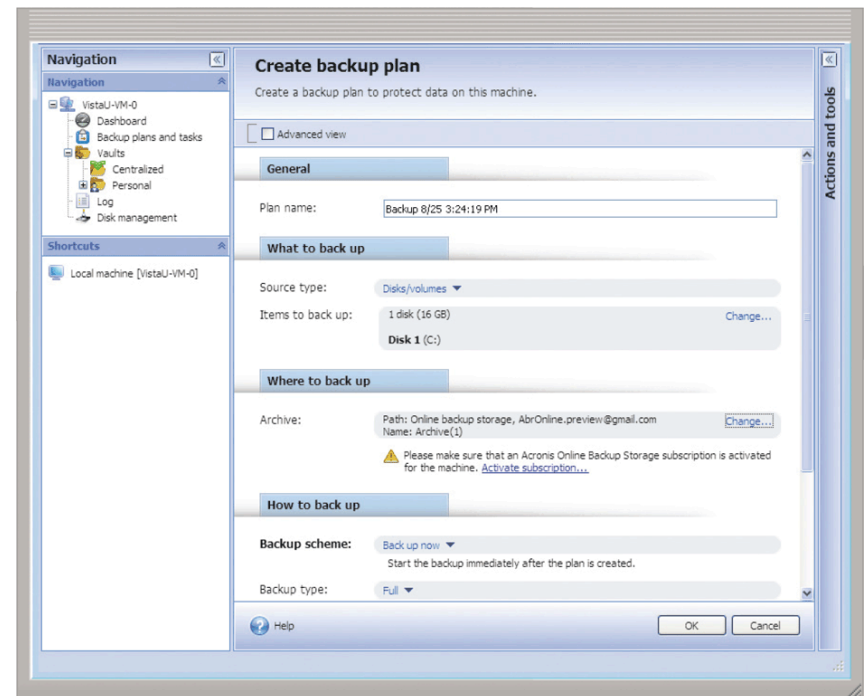 Navigation
Navigation
VistaU-VM-0
Dashboard
Backup plans and tasks
Vaults
Centralized
Personal
Log
Disk management
Shortcuts
Local machine [VistaU-VM-0]
Create backup plan
Create a backup plan to protect data on this machine.
Advanced view
General
Plan name: Backup 8/25 3:24:19 PM
What to back up
Source type: Disks/volumes
Items to back up: 1 disk (16 GB) Change...
Disk 1 (C:)
Where to back up
Archive: Path: Online backup storage, AbrOnline.preview@gmail.com Change...
Name: Archive(1)
Please make sure that an Acronis Online Backup Storage subscription is activated
for the machine. Activate subscription...
How to back up
Backup scheme: Back up now
Start the backup immediately after the plan is created.
Backup type: Full
Help OK Cancel
Actions and tools